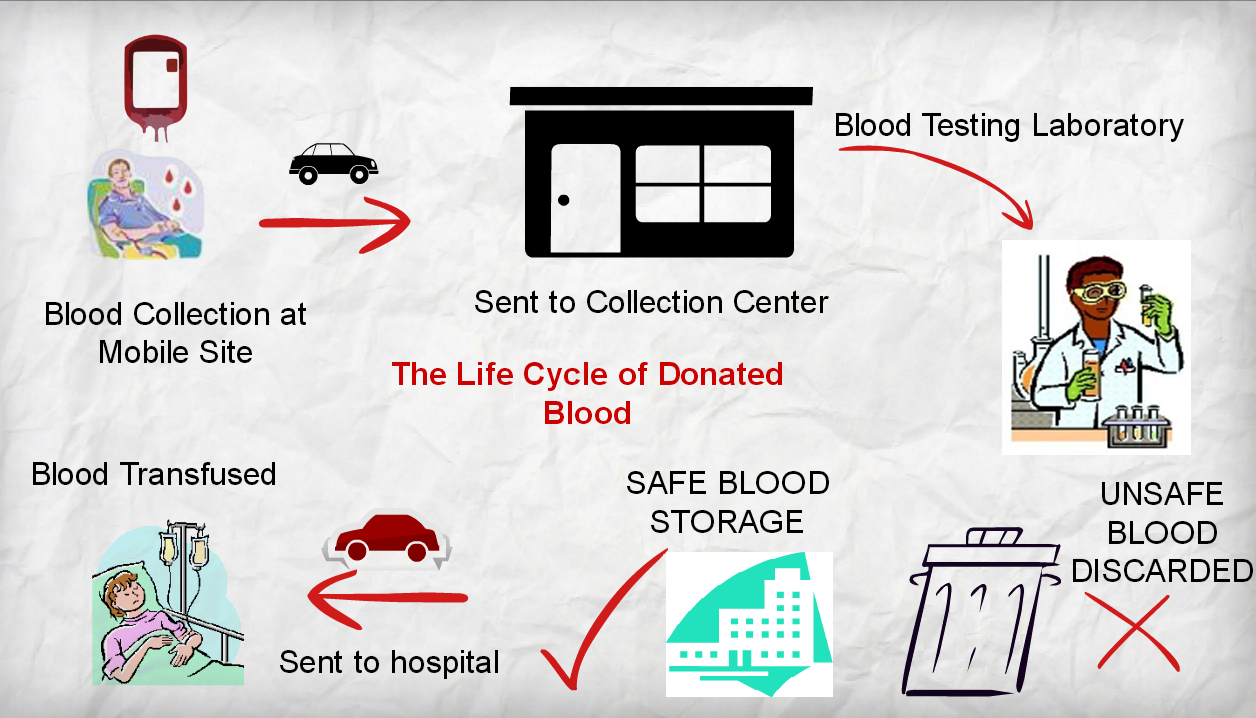 Blood Collection at
Mobile Site
Sent to Collection Center
Blood Testing Laboratory
The Life Cycle of Donated
Blood
UNSAFE
BLOOD
DISCARDED
SAFE BLOOD
STORAGE
Sent to hospital
Blood Transfused